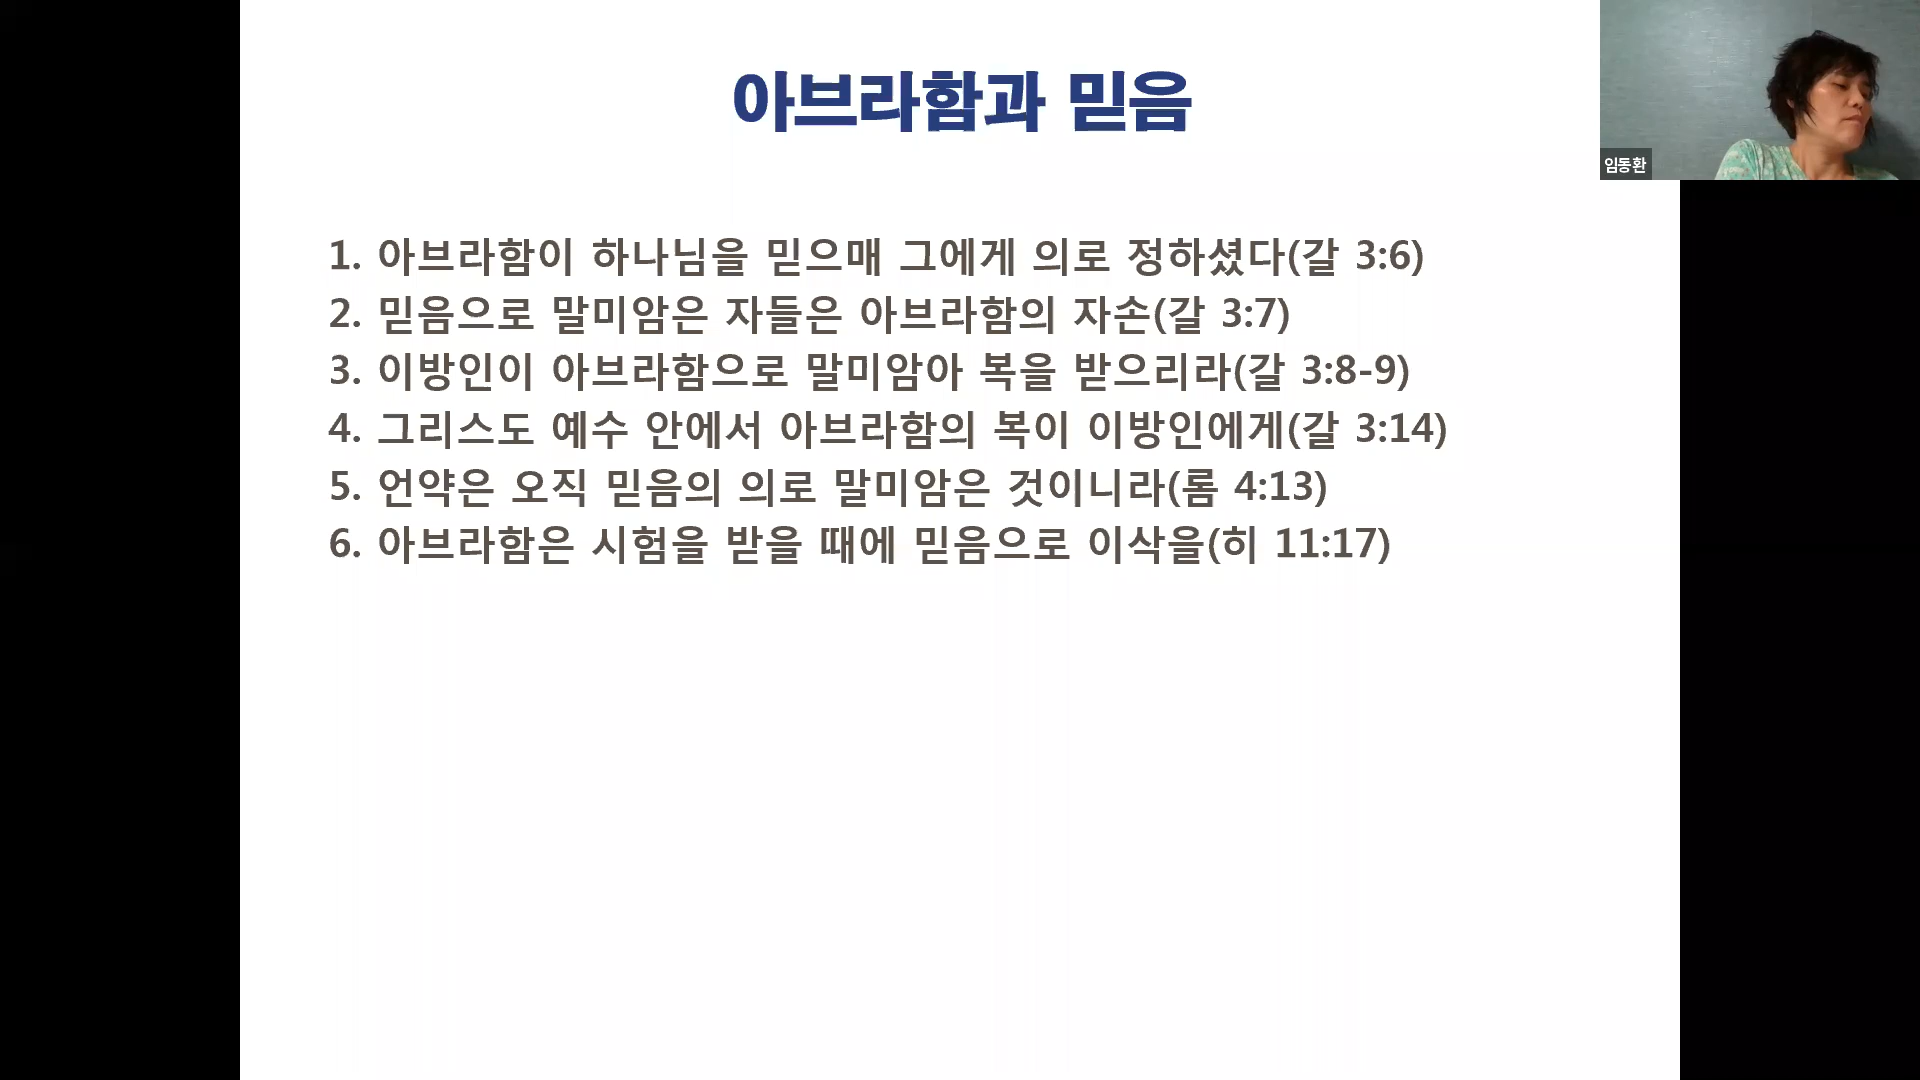 아브라함과 믿음
임동환
1. 아브라함이 하나님을 믿으매 그에게 의로 정하셨다(갈 3:6)
2. 믿음으로 말미암은 자들은 아브라함의 자손(갈 3:7)
3. 이방인이 아브라함으로 말미암아 복을 받으리라(갈 3:8-9)
4. 그리스도 예수 안에서 아브라함의 복이 이방인에게(갈 3:14)
5. 언약은 오직 믿음의 의로 말미암은 것이니라(롬 4:13)
6. 아브라함은 시험을 받을 때에 믿음으로 이삭을(히 11:17)